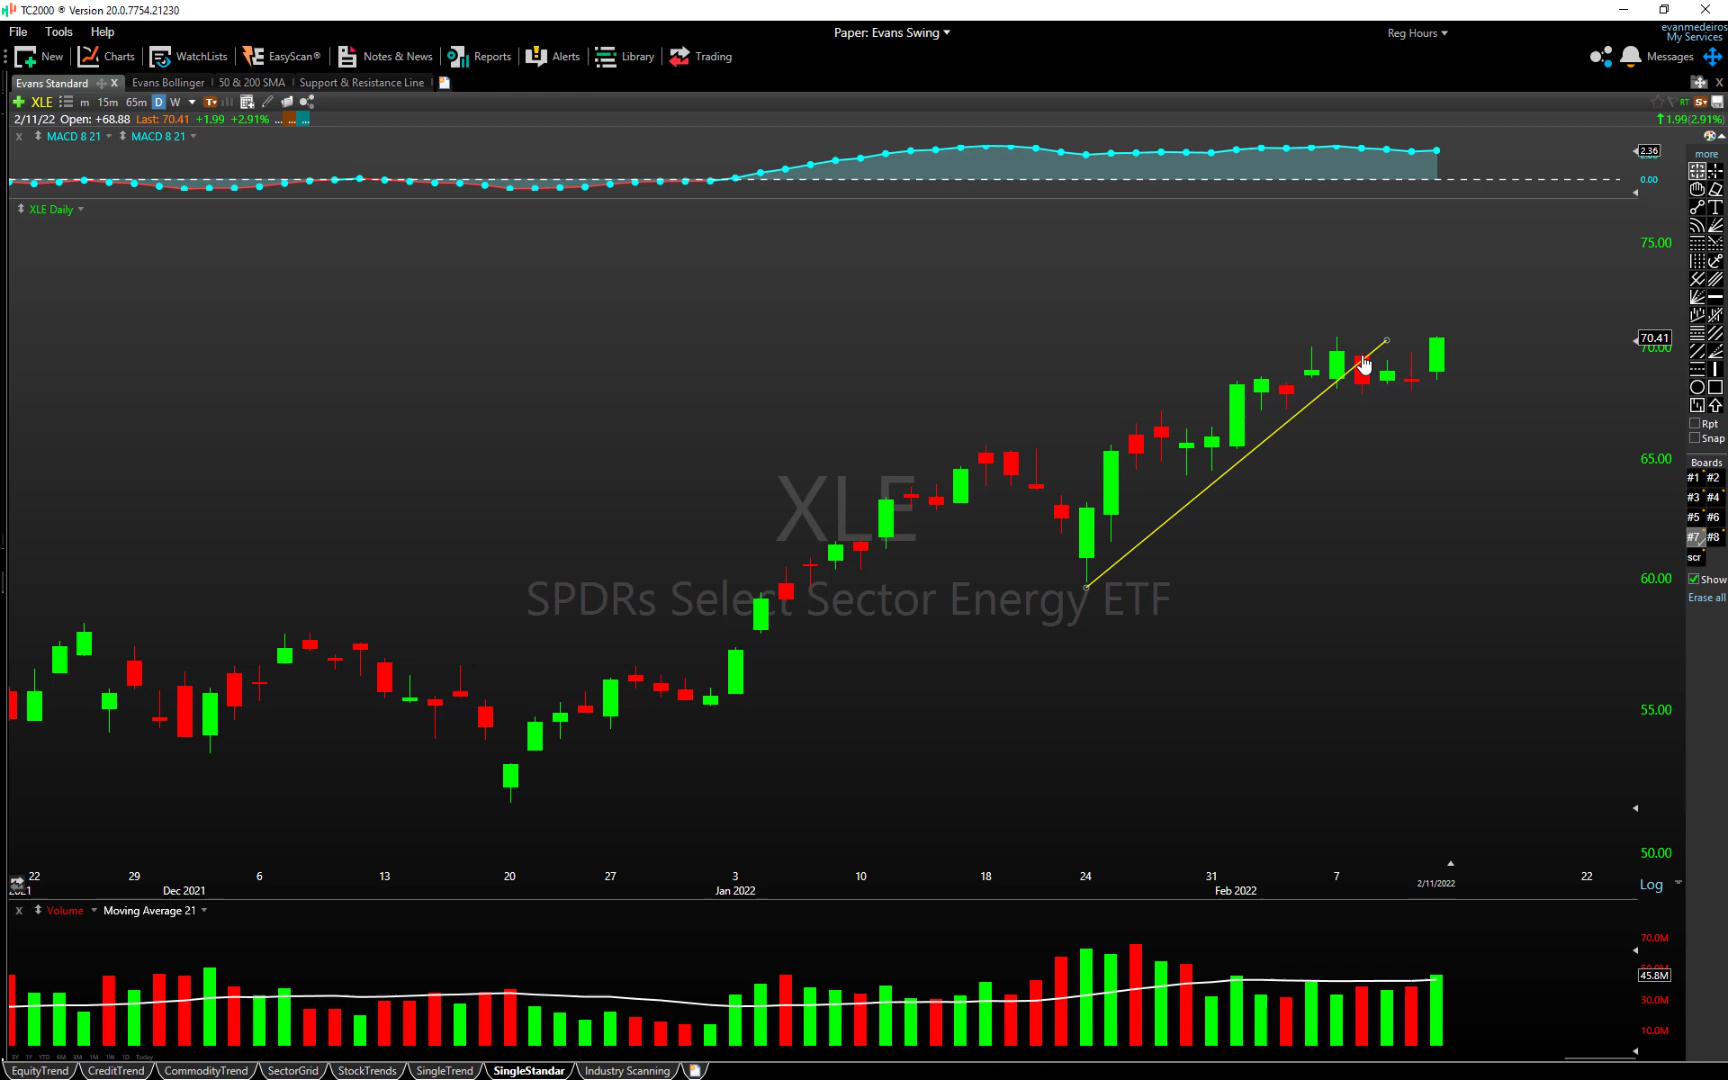 TC2000 ® Version 20.0.7754.21230
evanmedeiros
File Tools Help Paper: Evans Swing Reg Hours My Services
New Charts WatchLists EasyScan® Notes & News Reports Alerts Library Trading Messages
Evans Standard X Evans Bollinger 50 & 200 SMA Support & Resistance Line
XLE m 15m 65m D W T RT S
2/11/22 Open: +68.88 Last: 70.41 +1.99 +2.91% ... ... ... 1.99(2.91%)
X MACD 8 21 MACD 8 21
more
2.36
0.00
XLE Daily
75.00
70.41
70.00
65.00
60.00
55.00
50.00
XLE
SPDRs Select Sector Energy ETF
Rpt
Snap
Boards
#1 #2
#3 #4
#5 #6
#7 #8
scr
Show
Erase all
22 29 6 13 20 27 3 10 18 24 31 7 22
Dec 2021 Jan 2022 Feb 2022 2/11/2022
Log
X Volume Moving Average 21
70.0M
45.8M
30.0M
10.0M
EquityTrend CreditTrend CommodityTrend SectorGrid StockTrends SingleTrend SingleStandar Industry Scanning